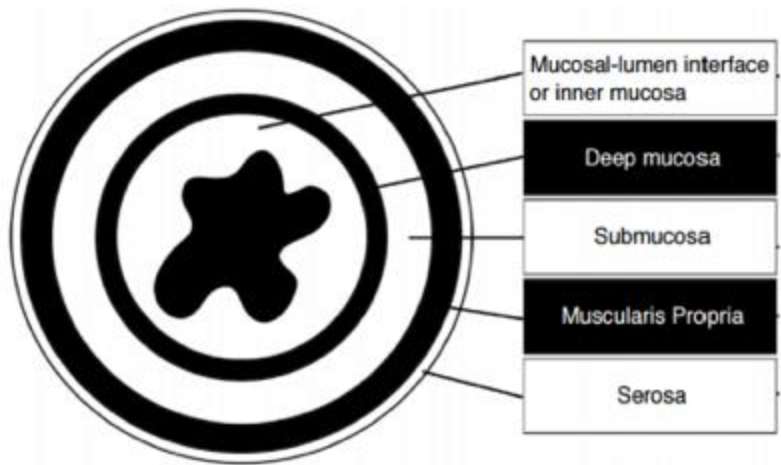 Mucosal-lumen interface
or inner mucosa
Deep mucosa
Submucosa
Muscularis Propria
Serosa